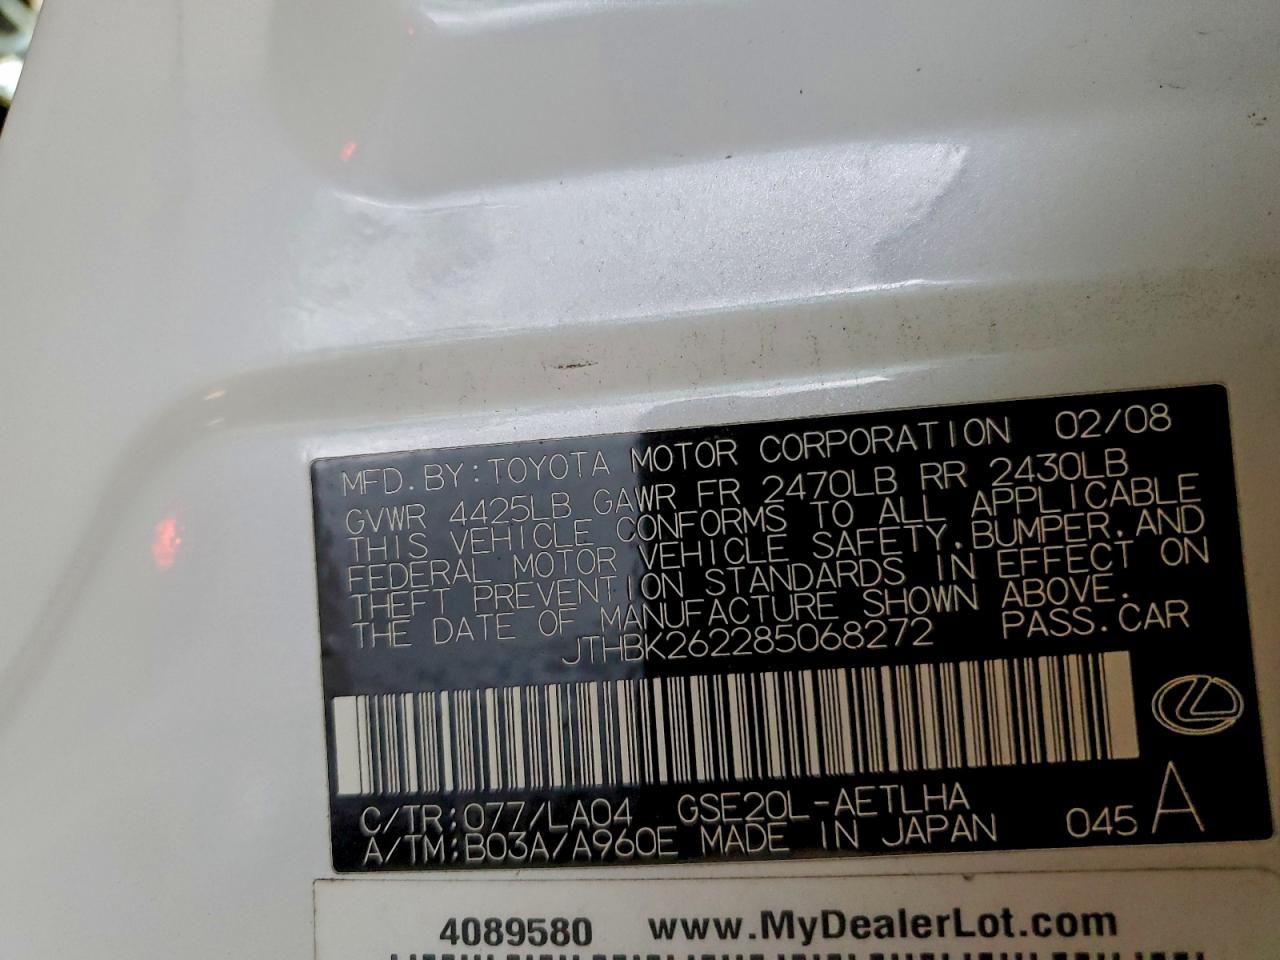 MFD. BY: TOYOTA MOTOR CORPORATION 02/08
GVWR 4425LB GAWR FR 2470LB RR 2430LB
THIS VEHICLE CONFORMS TO ALL APPLICABLE
FEDERAL MOTOR VEHICLE SAFETY, BUMPER, AND
THEFT PREVENTION STANDARDS IN EFFECT ON
THE DATE OF MANUFACTURE SHOWN ABOVE.
JTHBK262285068272 PASS. CAR
C/TR: 077/LA04 GSE20L-AETLHA
A/TM: B03A/A960E MADE IN JAPAN 045 A
4089580 www.MyDealerLot.com